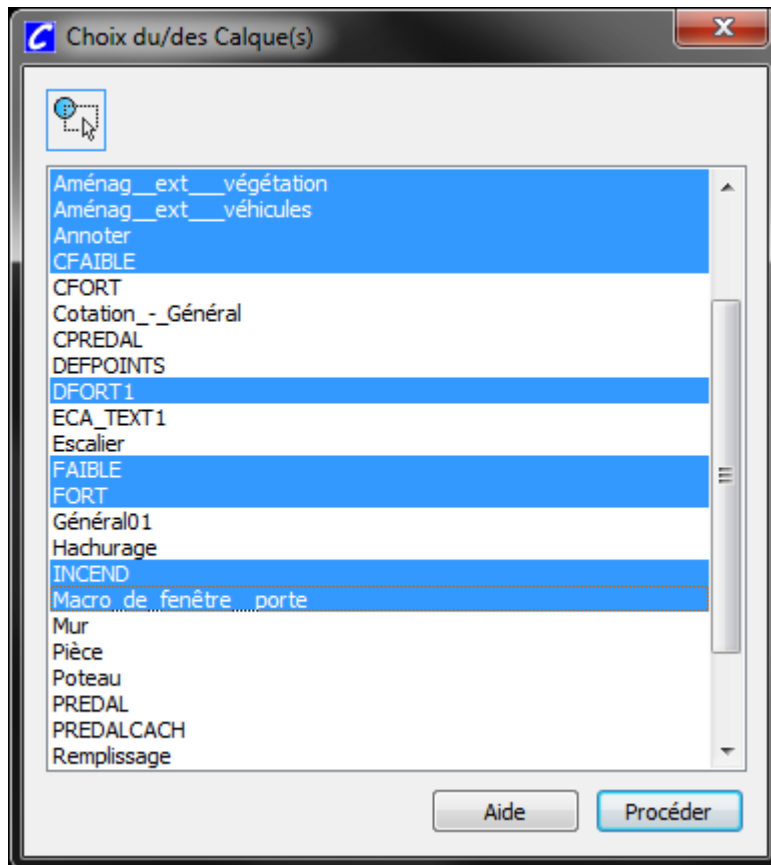 Choix du/des Calque(s)
Aménag__ext___végétation
Aménag__ext___véhicules
Annoter
CFAIBLE
CFORT
Cotation_-_Général
CPREDAL
DEFPOINTS
DFORT1
ECA_TEXT1
Escalier
FAIBLE
FORT
Général01
Hachurage
INCEND
Macro_de_fenêtre__porte
Mur
Pièce
Poteau
PREDAL
PREDALCACH
Remplissage
Aide
Procéder